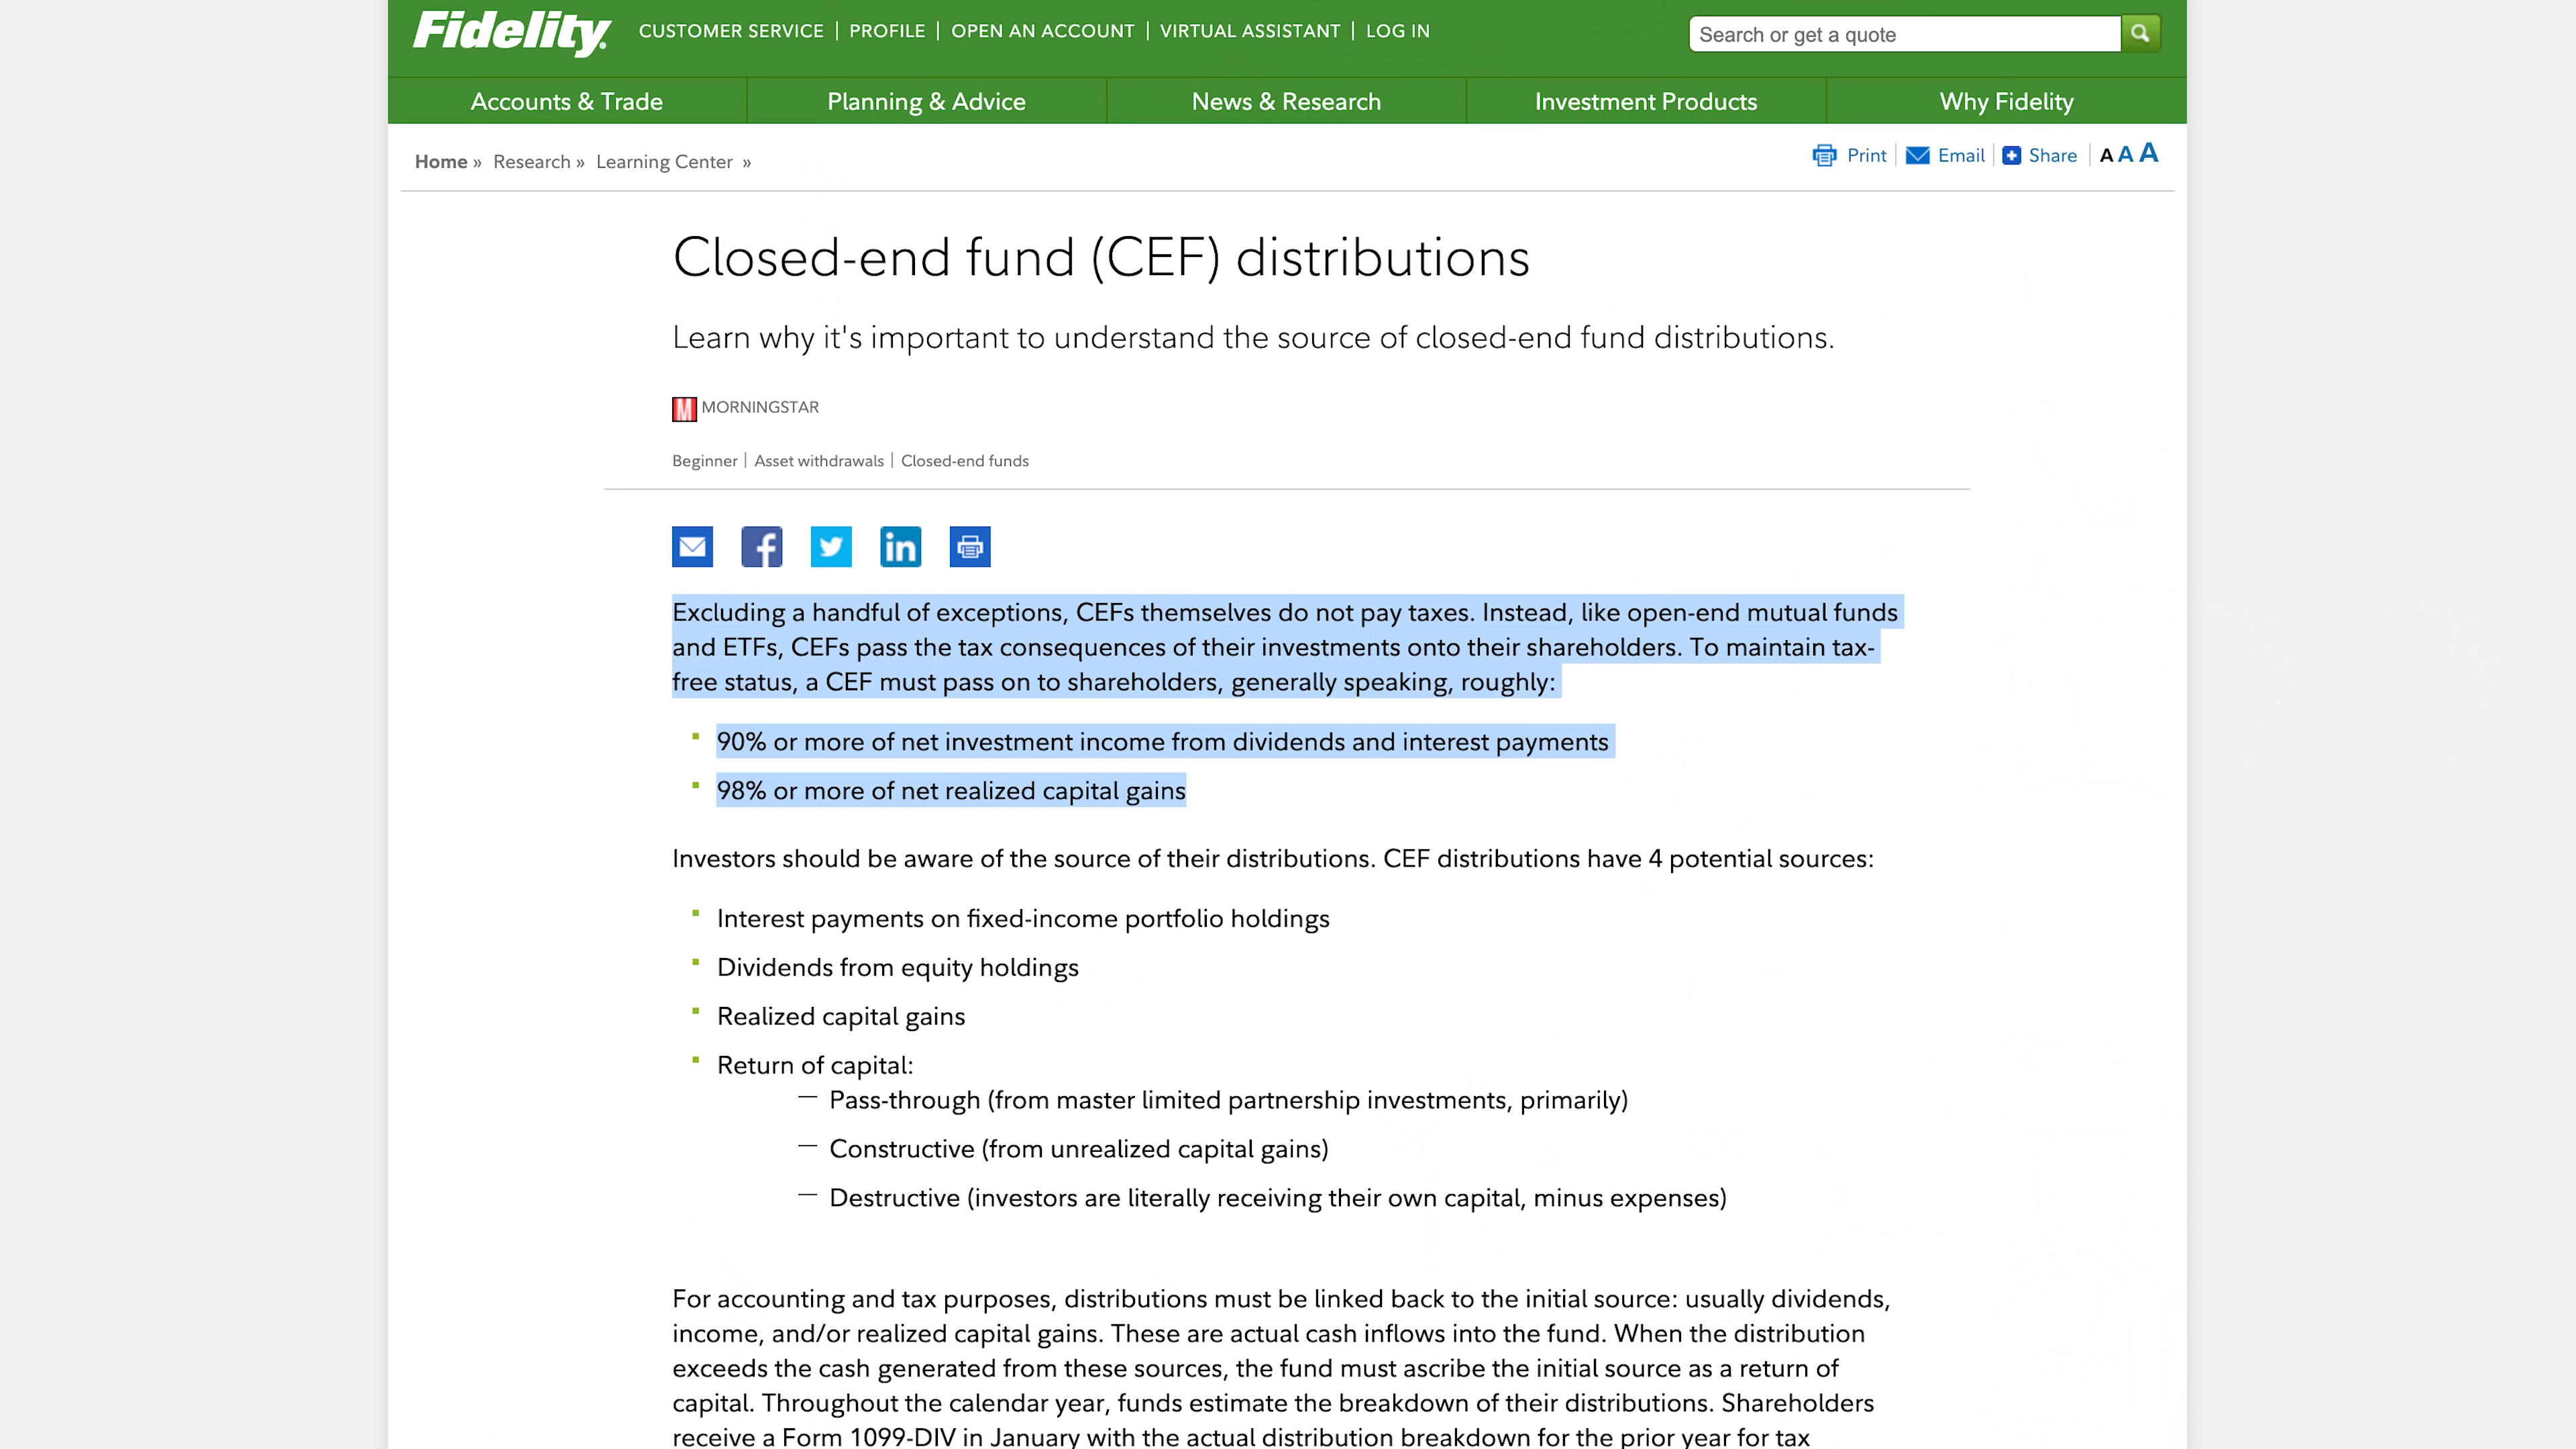 Fidelity
CUSTOMER SERVICE | PROFILE | OPEN AN ACCOUNT | VIRTUAL ASSISTANT | LOG IN
Search or get a quote
Accounts & Trade
Planning & Advice
News & Research
Investment Products
Why Fidelity
Home » Research » Learning Center »
Print | Email | Share | A A A
Closed-end fund (CEF) distributions
Learn why it's important to understand the source of closed-end fund distributions.
M MORNINGSTAR
Beginner | Asset withdrawals | Closed-end funds
Excluding a handful of exceptions, CEFs themselves do not pay taxes. Instead, like open-end mutual funds
and ETFs, CEFs pass the tax consequences of their investments onto their shareholders. To maintain tax-
free status, a CEF must pass on to shareholders, generally speaking, roughly:
90% or more of net investment income from dividends and interest payments
98% or more of net realized capital gains
Investors should be aware of the source of their distributions. CEF distributions have 4 potential sources:
Interest payments on fixed-income portfolio holdings
Dividends from equity holdings
Realized capital gains
Return of capital:
— Pass-through (from master limited partnership investments, primarily)
— Constructive (from unrealized capital gains)
— Destructive (investors are literally receiving their own capital, minus expenses)
For accounting and tax purposes, distributions must be linked back to the initial source: usually dividends,
income, and/or realized capital gains. These are actual cash inflows into the fund. When the distribution
exceeds the cash generated from these sources, the fund must ascribe the initial source as a return of
capital. Throughout the calendar year, funds estimate the breakdown of their distributions. Shareholders
receive a Form 1099-DIV in January with the actual distribution breakdown for the prior year for tax